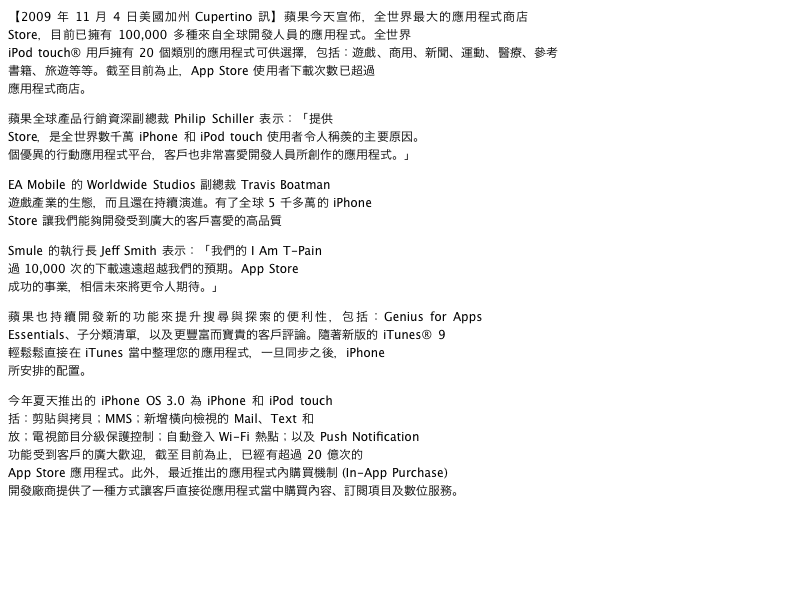 【2009 年 11 月 4 日美國加州 Cupertino 訊】蘋果今天宣佈，全世界最大的應用程式商店
Store，目前已擁有 100,000 多種來自全球開發人員的應用程式。全世界
iPod touch® 用戶擁有 20 個類別的應用程式可供選擇，包括：遊戲、商用、新聞、運動、醫療、參考
書籍、旅遊等等。截至目前為止，App Store 使用者下載次數已超過
應用程式商店。
蘋果全球產品行銷資深副總裁 Philip Schiller 表示：「提供
Store，是全世界數千萬 iPhone 和 iPod touch 使用者令人稱羨的主要原因。
個優異的行動應用程式平台，客戶也非常喜愛開發人員所創作的應用程式。」
EA Mobile 的 Worldwide Studios 副總裁 Travis Boatman
遊戲產業的生態，而且還在持續演進。有了全球 5 千多萬的 iPhone
Store 讓我們能夠開發受到廣大的客戶喜愛的高品質
Smule 的執行長 Jeff Smith 表示：「我們的 I Am T-Pain
過 10,000 次的下載遠遠超越我們的預期。App Store
成功的事業，相信未來將更令人期待。」
蘋果也持續開發新的功能來提升搜尋與探索的便利性，包括：Genius for Apps
Essentials、子分類清單，以及更豐富而寶貴的客戶評論。隨著新版的 iTunes® 9
輕鬆鬆直接在 iTunes 當中整理您的應用程式，一旦同步之後，iPhone
所安排的配置。
今年夏天推出的 iPhone OS 3.0 為 iPhone 和 iPod touch
括：剪貼與拷貝；MMS；新增橫向檢視的 Mail、Text 和
放；電視節目分級保護控制；自動登入 Wi-Fi 熱點；以及 Push Notification
功能受到客戶的廣大歡迎，截至目前為止，已經有超過 20 億次的
App Store 應用程式。此外，最近推出的應用程式內購買機制 (In-App Purchase)
開發廠商提供了一種方式讓客戶直接從應用程式當中購買內容、訂閱項目及數位服務。